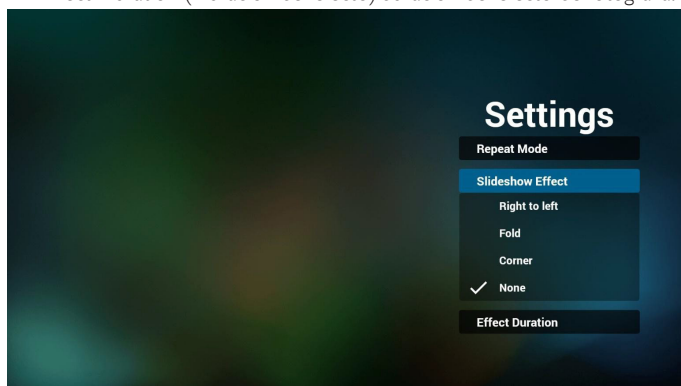 Settings
Repeat Mode
Slideshow Effect
Right to left
Fold
Corner
None
Effect Duration